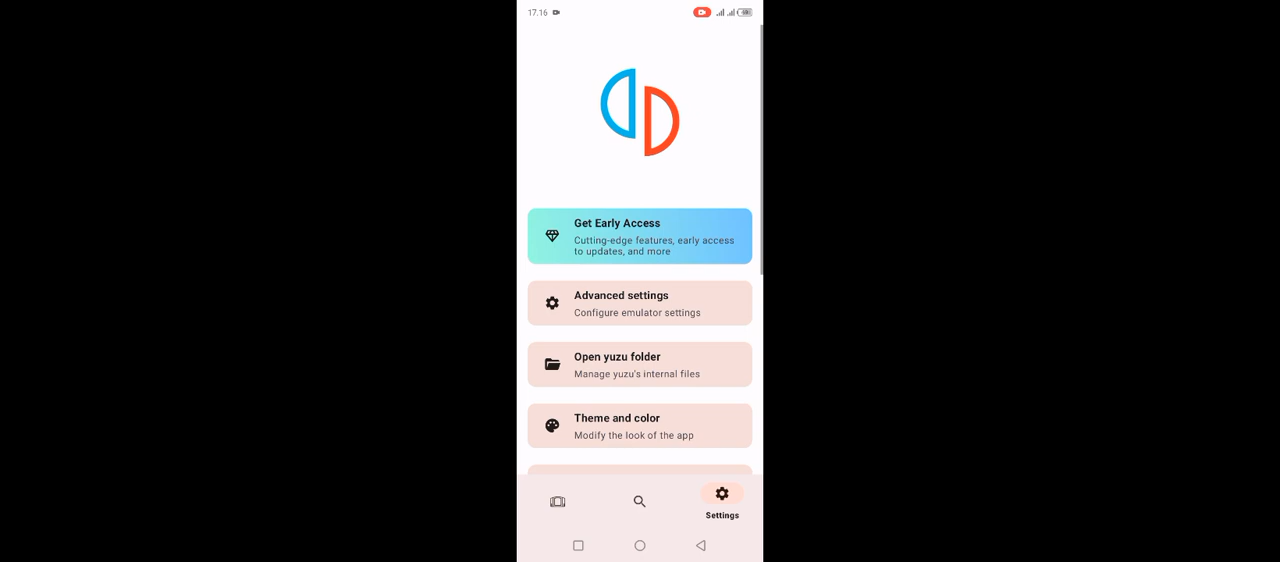 17.16
Get Early Access
Cutting-edge features, early access
to updates, and more
Advanced settings
Configure emulator settings
Open yuzu folder
Manage yuzu's internal files
Theme and color
Modify the look of the app
Settings